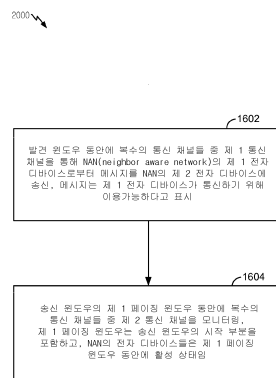 2000
1602
발견 윈도우 동안에 복수의 통신 채널들 중 제 1 통신
채널을 통해 NAN(neighbor aware network)의 제 1 전자
디바이스로부터 메시지를 NAN의 제 2 전자 디바이스에
송신, 메시지는 제 1 전자 디바이스가 통신하기 위해
이용가능하다고 표시
1604
송신 윈도우의 제 1 페이징 윈도우 동안에 복수의
통신 채널들 중 제 2 통신 채널을 모니터링,
제 1 페이징 윈도우는 송신 윈도우의 시작 부분을
포함하고, NAN의 전자 디바이스들은 제 1 페이징
윈도우 동안에 활성 상태임